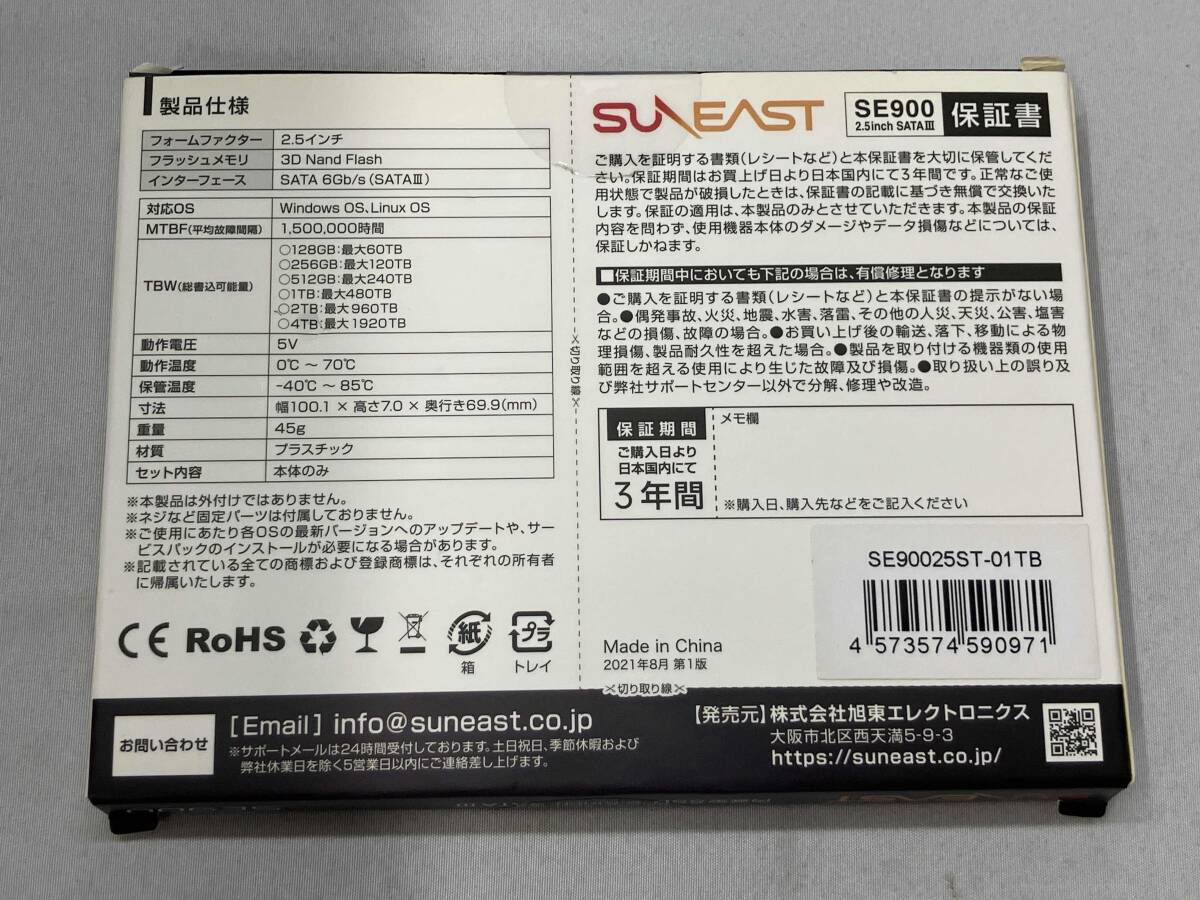 製品仕様
フォームファクター 2.5インチ
フラッシュメモリ 3D Nand Flash
インターフェース SATA 6Gb/s (SATAⅢ)
対応OS Windows OS、Linux OS
MTBF(平均故障間隔) 1,500,000時間
TBW(総書込可能量)
○128GB:最大60TB
○256GB:最大120TB
○512GB:最大240TB
○1TB:最大480TB
○2TB:最大960TB
○4TB:最大1920TB
動作電圧 5V
動作温度 0℃ ～ 70℃
保管温度 -40℃ ～ 85℃
寸法 幅100.1 × 高さ7.0 × 奥行き69.9(mm)
重量 45g
材質 プラスチック
セット内容 本体のみ
※本製品は外付けではありません。
※ネジなど固定パーツは付属しておりません。
※ご使用にあたり各OSの最新バージョンへのアップデートや、サー
ビスパックのインストールが必要になる場合があります。
※記載されている全ての商標および登録商標は、それぞれの所有者
に帰属いたします。
CE RoHS 紙 プラ
箱 トレイ
切り取り線
SUNEAST SE900 2.5inch SATAⅢ 保証書
ご購入を証明する書類(レシートなど)と本保証書を大切に保管してくだ
さい。保証期間はお買上げ日より日本国内にて3年間です。正常なご使
用状態で製品が破損したときは、保証書の記載に基づき無償で交換いた
します。保証の適用は、本製品のみとさせていただきます。本製品の保証
内容を問わず、使用機器本体のダメージやデータ損傷などについては、
保証しかねます。
■保証期間中においても下記の場合は、有償修理となります
●ご購入を証明する書類(レシートなど)と本保証書の提示がない場
合。●偶発事故、火災、地震、水害、落雷、その他の人災、天災、公害、塩害
などの損傷、故障の場合。●お買い上げ後の輸送、落下、移動による物
理損傷、製品耐久性を超えた場合。●製品を取り付ける機器類の使用
範囲を超える使用により生じた故障及び損傷。●取り扱い上の誤り及
び弊社サポートセンター以外で分解、修理や改造。
保証期間
ご購入日より
日本国内にて
3年間
メモ欄
※購入日、購入先などをご記入ください
SE90025ST-01TB
4 573574 590971
Made in China
2021年8月 第1版
切り取り線
お問い合わせ
[Email] info@suneast.co.jp
※サポートメールは24時間受付しております。土日祝日、季節休暇および
弊社休業日を除く5営業日以内にご連絡差し上げます。
【発売元】株式会社旭東エレクトロニクス
大阪市北区西天満5-9-3
https://suneast.co.jp/